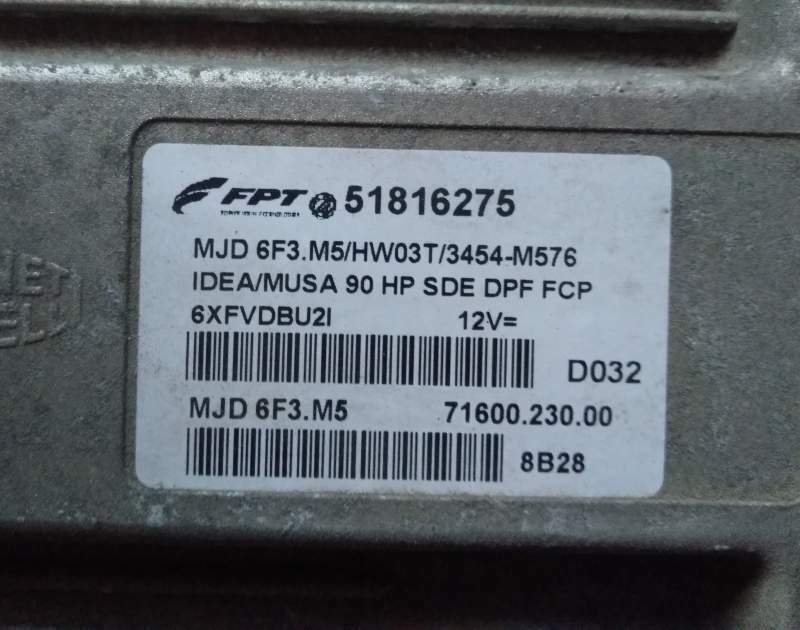 FPT 51816275
MJD 6F3.M5/HW03T/3454-M576
IDEA/MUSA 90 HP SDE DPF FCP
6XFVDBU2I 12V=
D032
MJD 6F3.M5 71600.230.00
8B28